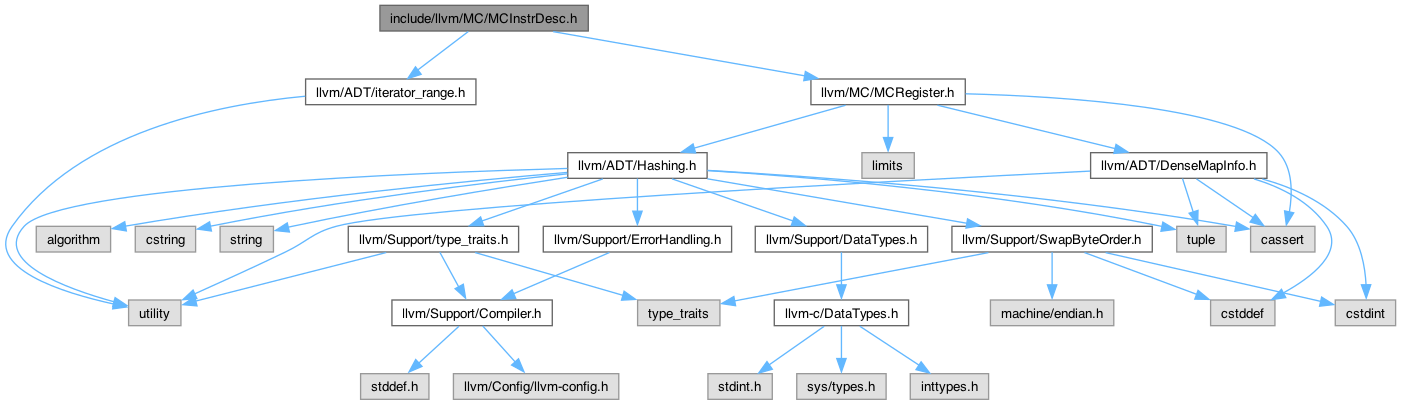 include/llvm/MC/MCInstrDesc.h
llvm/ADT/iterator_range.h
llvm/MC/MCRegister.h
llvm/ADT/Hashing.h
limits
llvm/ADT/DenseMapInfo.h
algorithm
cstring
string
llvm/Support/type_traits.h
llvm/Support/ErrorHandling.h
llvm/Support/DataTypes.h
llvm/Support/SwapByteOrder.h
tuple
cassert
utility
llvm/Support/Compiler.h
type_traits
llvm-c/DataTypes.h
machine/endian.h
cstddef
cstdint
stddef.h
llvm/Config/llvm-config.h
stdint.h
sys/types.h
inttypes.h